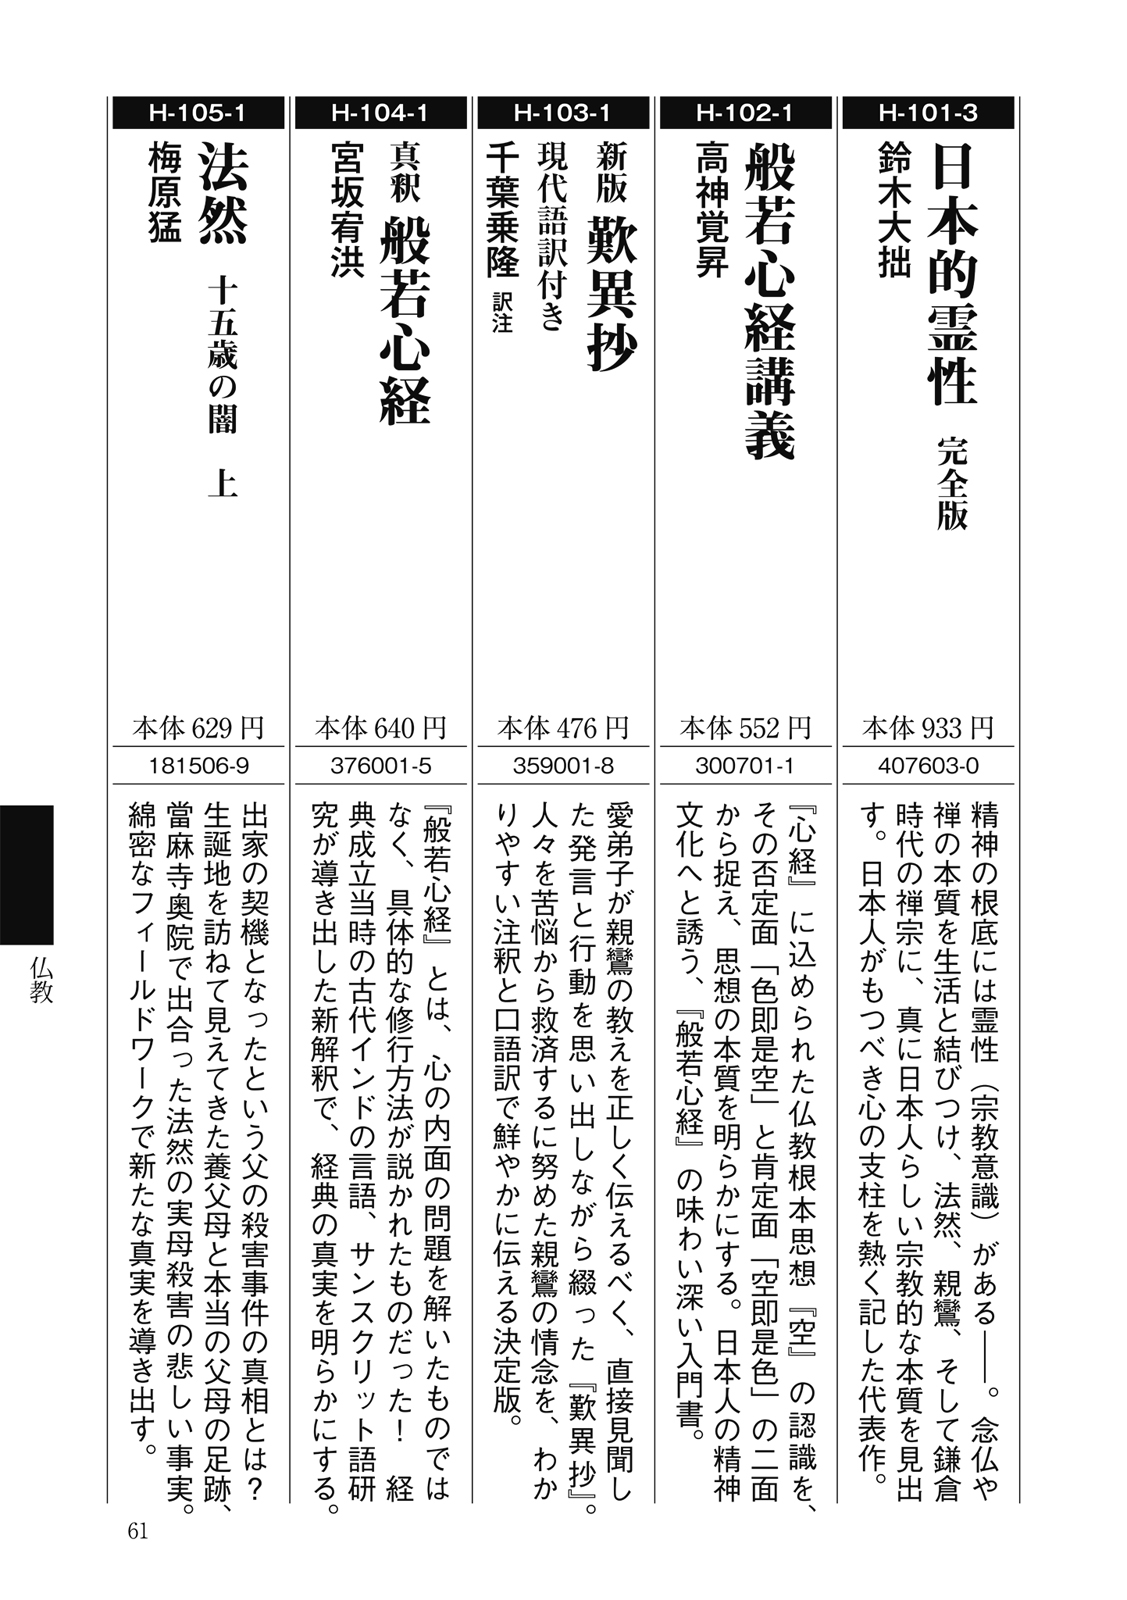 H-101-3
日本的霊性 完全版
鈴木大拙
本体933円
407603-0
精神の根底には霊性（宗教意識）がある――。念仏や
禅の本質を生活と結びつけ、法然、親鸞、そして鎌倉
時代の禅宗に、真に日本人らしい宗教的な本質を見出
す。日本人がもつべき心の支柱を熱く記した代表作。
H-102-1
般若心経講義
高神覚昇
本体552円
300701-1
『心経』に込められた仏教根本思想『空』の認識を、
その否定面「色即是空」と肯定面「空即是色」の二面
から捉え、思想の本質を明らかにする。日本人の精神
文化へと誘う、『般若心経』の味わい深い入門書。
H-103-1
新版 歎異抄
現代語訳付き
千葉乗隆 訳注
本体476円
359001-8
愛弟子が親鸞の教えを正しく伝えるべく、直接見聞し
た発言と行動を思い出しながら綴った『歎異抄』。
人々を苦悩から救済するに努めた親鸞の情念を、わか
りやすい注釈と口語訳で鮮やかに伝える決定版。
H-104-1
真釈 般若心経
宮坂宥洪
本体640円
376001-5
『般若心経』とは、心の内面の問題を解いたものでは
なく、具体的な修行方法が説かれたものだった！ 経
典成立当時の古代インドの言語、サンスクリット語研
究が導き出した新解釈で、経典の真実を明らかにする。
H-105-1
法然 十五歳の闇 上
梅原猛
本体629円
181506-9
出家の契機となったという父の殺害事件の真相とは？
生誕地を訪ねて見えてきた養父母と本当の父母の足跡、
當麻寺奥院で出合った法然の実母殺害の悲しい事実。
綿密なフィールドワークで新たな真実を導き出す。
仏教
61